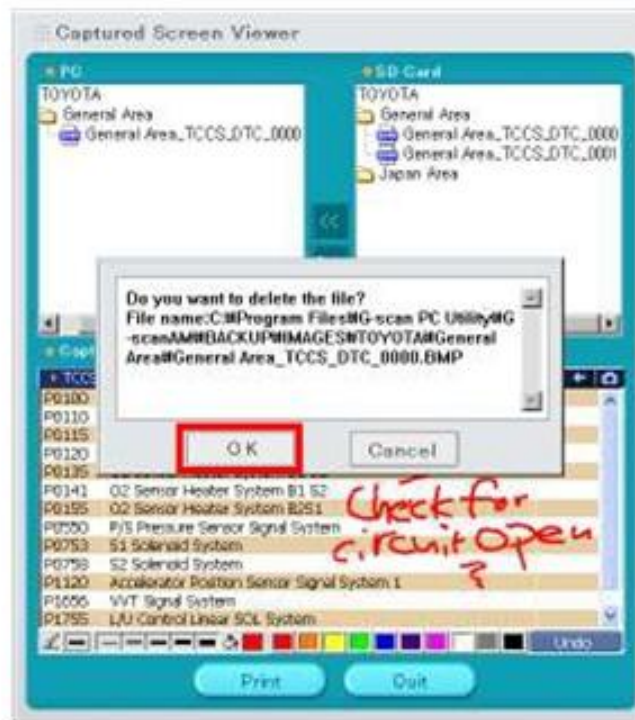 Captured Screen Viewer
PC
SD Card
TOYOTA
General Area
General Area_TCCS_DTC_0000
TOYOTA
General Area
General Area_TCCS_DTC_0000
General Area_TCCS_DTC_0001
Japan Area
<<
Do you want to delete the file?
File name:C:₩Program Files₩G-scan PC Utility₩G
-scanAM₩BACKUP₩IMAGES₩TOYOTA₩General
Area₩General Area_TCCS_DTC_0000.BMP
OK
Cancel
Capt
TCCS
P0100
P0110
P0115
P0120
P0135
P0141 O2 Sensor Heater System B1 S2
P0155 O2 Sensor Heater System B2S1
P0550 P/S Pressure Sensor Signal System
P0753 S1 Solenoid System
P0758 S2 Solenoid System
P1120 Accelerator Position Sensor Signal System 1
P1656 VVT Signal System
P1755 L/U Control Linear SOL System
Check for
circuit Open
?
Undo
Print
Quit